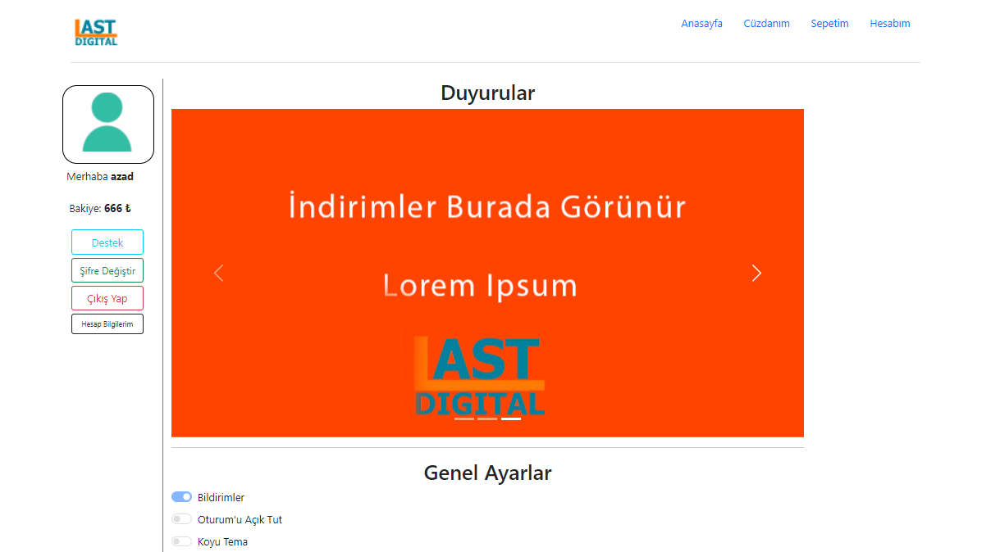 LAST
DIGITAL
Anasayfa Cüzdanım Sepetim Hesabım
Merhaba azad
Bakiye: 666 ₺
Destek
Şifre Değiştir
Çıkış Yap
Hesap Bilgilerim
Duyurular
İndirimler Burada Görünür
Lorem Ipsum
LAST
DIGITAL
Genel Ayarlar
Bildirimler
Oturum'u Açık Tut
Koyu Tema